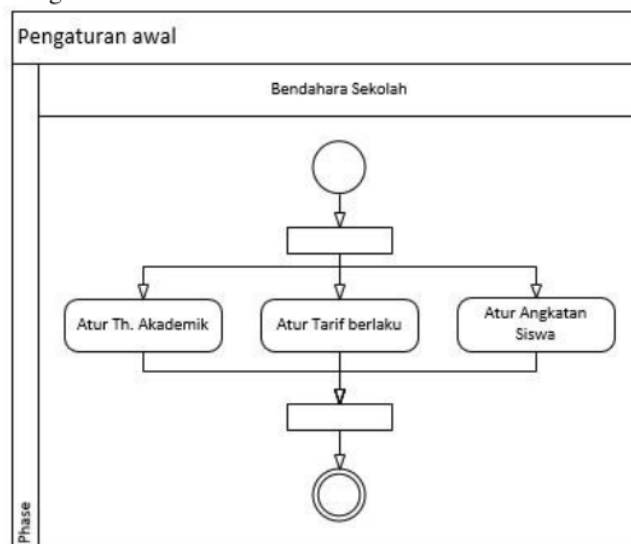 Pengaturan awal
Bendahara Sekolah
Atur Th. Akademik
Atur Tarif berlaku
Atur Angkatan
Siswa
Phase